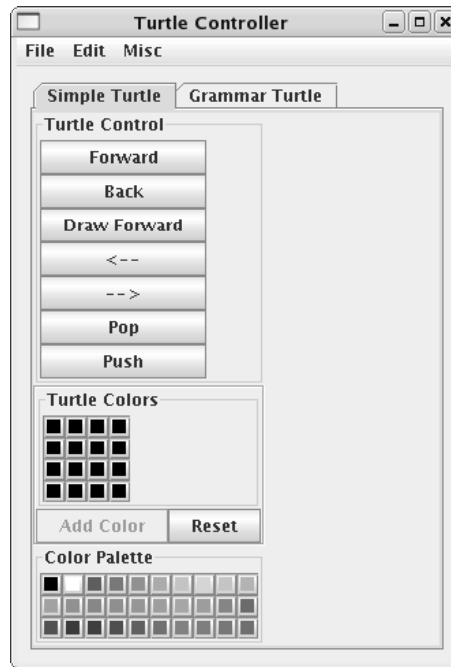 Turtle Controller
File Edit Misc
Simple Turtle Grammar Turtle
Turtle Control
Forward
Back
Draw Forward
<--
-->
Pop
Push
Turtle Colors
Add Color Reset
Color Palette